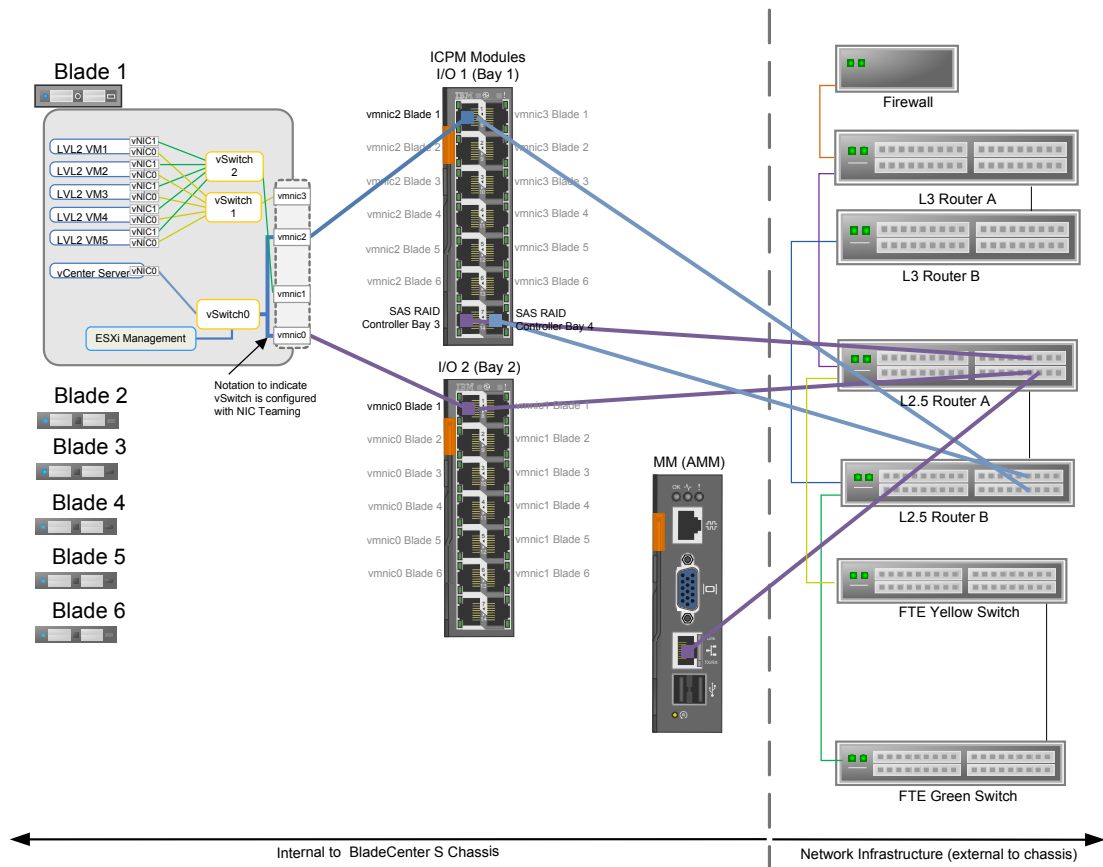 ICPM Modules
I/O 1 (Bay 1)
Blade 1
LVL2 VM1
LVL2 VM2
LVL2 VM3
LVL2 VM4
LVL2 VM5
vCenter Server
vNIC1
vNIC0
vNIC1
vNIC0
vNIC1
vNIC0
vNIC1
vNIC0
vNIC1
vNIC0
vNIC0
vSwitch
2
vSwitch
1
vSwitch0
ESXi Management
vmnic3
vmnic2
vmnic1
vmnic0
Notation to indicate
vSwitch is configured
with NIC Teaming
Blade 2
Blade 3
Blade 4
Blade 5
Blade 6
IBM
vmnic2 Blade 1
vmnic3 Blade 1
vmnic2 Blade 2
vmnic3 Blade 2
vmnic2 Blade 3
vmnic3 Blade 3
vmnic2 Blade 4
vmnic3 Blade 4
vmnic2 Blade 5
vmnic3 Blade 5
vmnic2 Blade 6
vmnic3 Blade 6
SAS RAID
Controller Bay 3
SAS RAID
Controller Bay 4
I/O 2 (Bay 2)
IBM
vmnic0 Blade 1
vmnic1 Blade 1
vmnic0 Blade 2
vmnic1 Blade 2
vmnic0 Blade 3
vmnic1 Blade 3
vmnic0 Blade 4
vmnic1 Blade 4
vmnic0 Blade 5
vmnic1 Blade 5
vmnic0 Blade 6
vmnic1 Blade 6
MM (AMM)
OK
!
Firewall
L3 Router A
L3 Router B
L2.5 Router A
L2.5 Router B
FTE Yellow Switch
FTE Green Switch
Internal to BladeCenter S Chassis
Network Infrastructure (external to chassis)